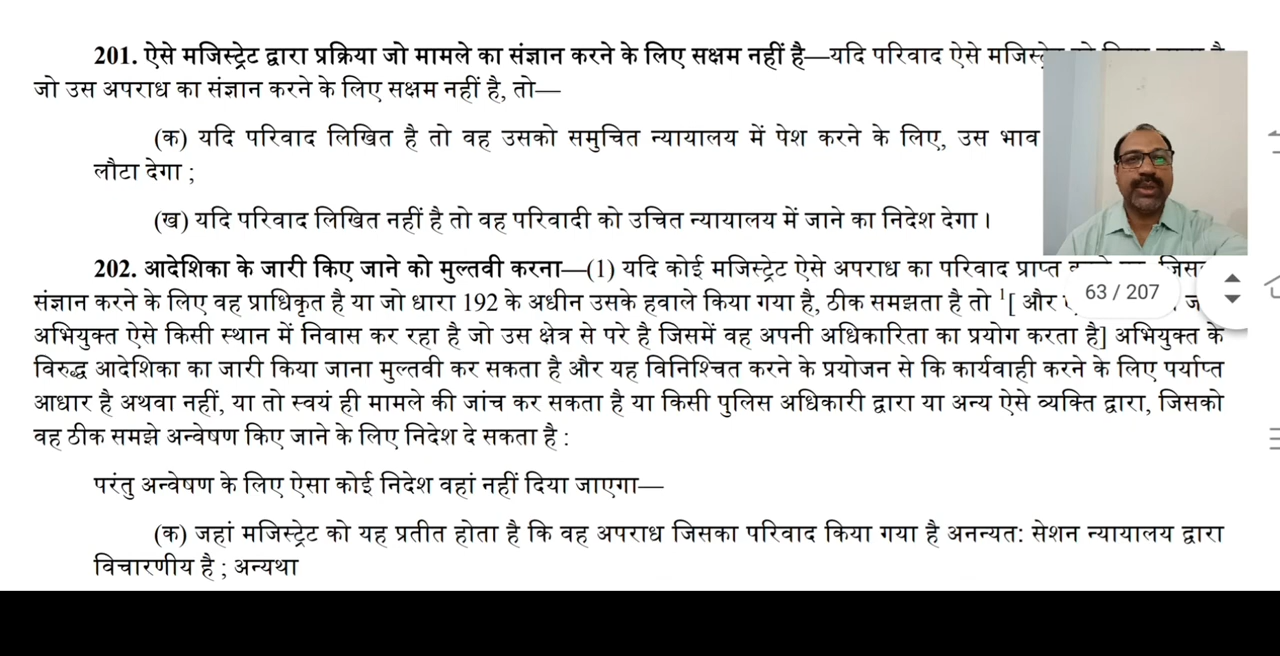 201. ऐसे मजिस्ट्रेट द्वारा प्रक्रिया जो मामले का संज्ञान करने के लिए सक्षम नहीं है—यदि परिवाद ऐसे
जो उस अपराध का संज्ञान करने के लिए सक्षम नहीं है, तो—
(क) यदि परिवाद लिखित है तो वह उसको समुचित न्यायालय में पेश करने के लिए, उस भाव
लौटा देगा ;
(ख) यदि परिवाद लिखित नहीं है तो वह परिवादी को उचित न्यायालय में जाने का निदेश देगा ।
202. आदेशिका के जारी किए जाने को मुल्तवी करना—(1) यदि कोई मजिस्ट्रेट ऐसे अपराध का परिवाद प्राप्त
संज्ञान करने के लिए वह प्राधिकृत है या जो धारा 192 के अधीन उसके हवाले किया गया है, ठीक समझता है तो ¹[ और
63 / 207
अभियुक्त ऐसे किसी स्थान में निवास कर रहा है जो उस क्षेत्र से परे है जिसमें वह अपनी अधिकारिता का प्रयोग करता है] अभियुक्त के
विरुद्ध आदेशिका का जारी किया जाना मुल्तवी कर सकता है और यह विनिश्चित करने के प्रयोजन से कि कार्यवाही करने के लिए पर्याप्त
आधार है अथवा नहीं, या तो स्वयं ही मामले की जांच कर सकता है या किसी पुलिस अधिकारी द्वारा या अन्य ऐसे व्यक्ति द्वारा, जिसको
वह ठीक समझे अन्वेषण किए जाने के लिए निदेश दे सकता है :
परंतु अन्वेषण के लिए ऐसा कोई निदेश वहां नहीं दिया जाएगा—
(क) जहां मजिस्ट्रेट को यह प्रतीत होता है कि वह अपराध जिसका परिवाद किया गया है अनन्यत: सेशन न्यायालय द्वारा
विचारणीय है ; अन्यथा